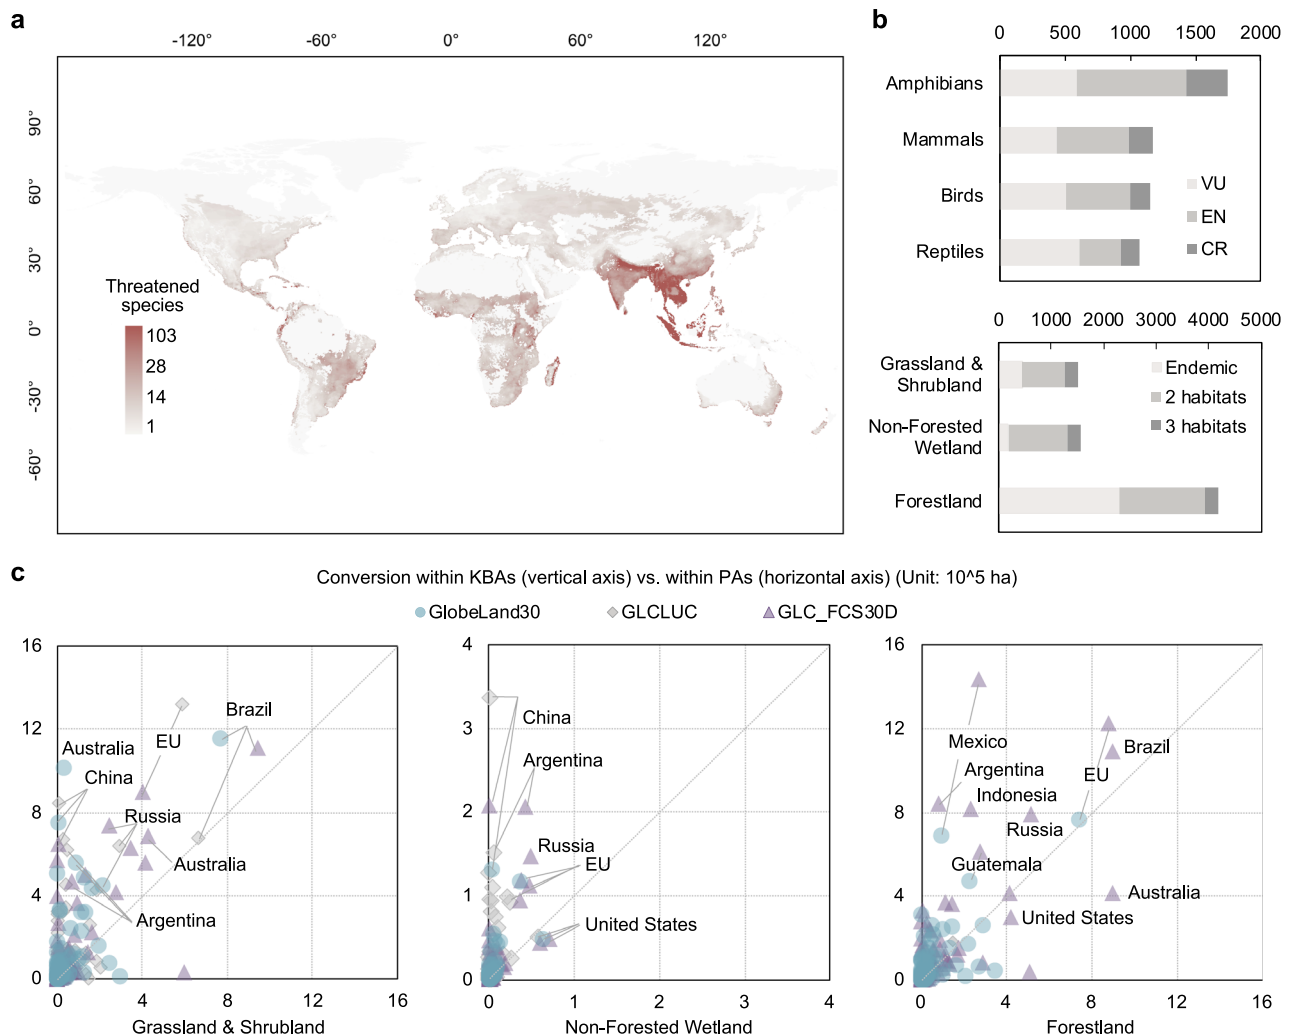 a
-120° -60° 0° 60° 120°
90°
60°
30°
0°
-30°
-60°
Threatened
species
103
28
14
1
b
0 500 1000 1500 2000
Amphibians
Mammals
Birds
Reptiles
VU
EN
CR
0 1000 2000 3000 4000 5000
Grassland &
Shrubland
Non-Forested
Wetland
Forestland
Endemic
2 habitats
3 habitats
c
Conversion within KBAs (vertical axis) vs. within PAs (horizontal axis) (Unit: 10^5 ha)
GlobeLand30 GLCLUC GLC_FCS30D
16
12
8
4
0
0 4 8 12 16
Brazil
EU
Australia
China
Russia
Australia
Argentina
Grassland & Shrubland
4
3
2
1
0
0 1 2 3 4
China
Argentina
Russia
EU
United States
Non-Forested Wetland
16
12
8
4
0
0 4 8 12 16
Mexico
Brazil
Argentina
EU
Indonesia
Russia
Guatemala
Australia
United States
Forestland